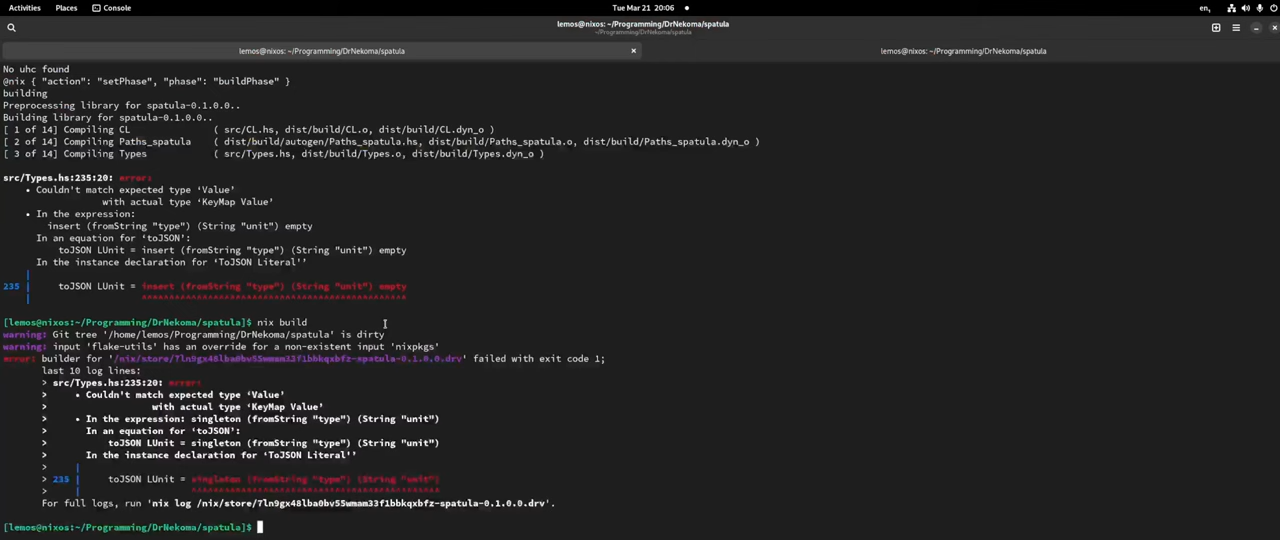 Activities Places Console Tue Mar 21 20:06 en,
lemos@nixos: ~/Programming/DrNekoma/spatula
~/Programming/DrNekoma/spatula
lemos@nixos: ~/Programming/DrNekoma/spatula × lemos@nixos: ~/Programming/DrNekoma/spatula
No uhc found
@nix { "action": "setPhase", "phase": "buildPhase" }
building
Preprocessing library for spatula-0.1.0.0..
Building library for spatula-0.1.0.0..
[ 1 of 14] Compiling CL ( src/CL.hs, dist/build/CL.o, dist/build/CL.dyn_o )
[ 2 of 14] Compiling Paths_spatula ( dist/build/autogen/Paths_spatula.hs, dist/build/Paths_spatula.o, dist/build/Paths_spatula.dyn_o )
[ 3 of 14] Compiling Types ( src/Types.hs, dist/build/Types.o, dist/build/Types.dyn_o )
src/Types.hs:235:20: error:
• Couldn't match expected type ‘Value’
with actual type ‘KeyMap Value’
• In the expression:
insert (fromString "type") (String "unit") empty
In an equation for ‘toJSON’:
toJSON LUnit = insert (fromString "type") (String "unit") empty
In the instance declaration for ‘ToJSON Literal’
|
235 | toJSON LUnit = insert (fromString "type") (String "unit") empty
| ^^^^^^^^^^^^^^^^^^^^^^^^^^^^^^^^^^^^^^^^^^^^^^^^
[lemos@nixos:~/Programming/DrNekoma/spatula]$ nix build
warning: Git tree '/home/lemos/Programming/DrNekoma/spatula' is dirty
warning: input 'flake-utils' has an override for a non-existent input 'nixpkgs'
error: builder for '/nix/store/7ln9gx48lba0bv55wmam33f1bbkqxbfz-spatula-0.1.0.0.drv' failed with exit code 1;
last 10 log lines:
> src/Types.hs:235:20: error:
> • Couldn't match expected type ‘Value’
> with actual type ‘KeyMap Value’
> • In the expression: singleton (fromString "type") (String "unit")
> In an equation for ‘toJSON’:
> toJSON LUnit = singleton (fromString "type") (String "unit")
> In the instance declaration for ‘ToJSON Literal’
> |
> 235 | toJSON LUnit = singleton (fromString "type") (String "unit")
> | ^^^^^^^^^^^^^^^^^^^^^^^^^^^^^^^^^^^^^^^^^^^^^
For full logs, run 'nix log /nix/store/7ln9gx48lba0bv55wmam33f1bbkqxbfz-spatula-0.1.0.0.drv'.
[lemos@nixos:~/Programming/DrNekoma/spatula]$